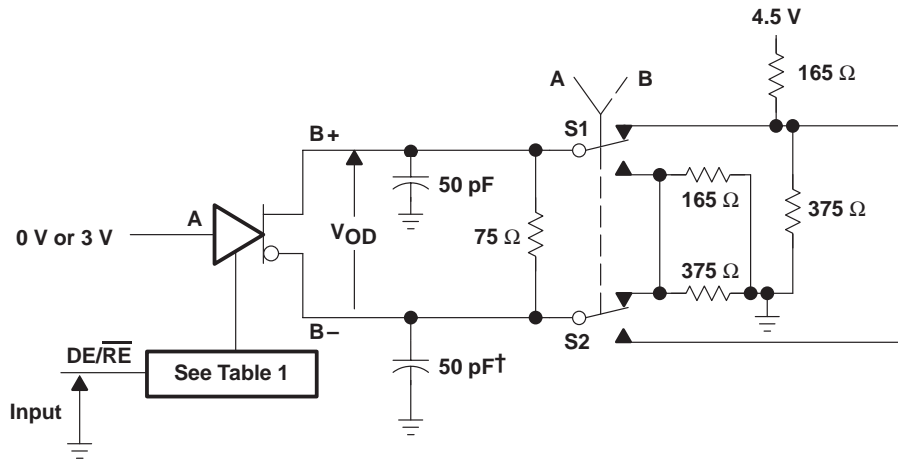 4.5 V
165 Ω
A B
S1
B+
50 pF
A
165 Ω
375 Ω
0 V or 3 V
VOD
75 Ω
375 Ω
B−
S2
DE/RE
See Table 1
50 pF†
Input